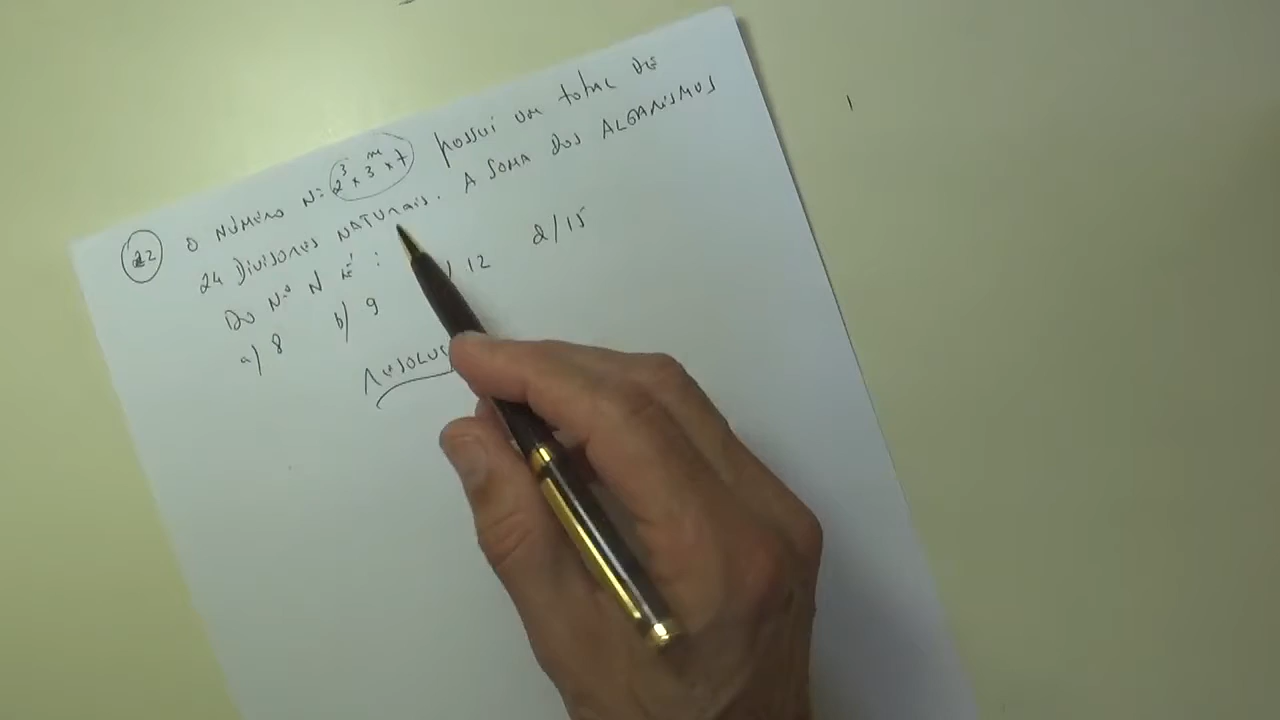 22 O NÚMERO N = 2³ x 3ᵐ x 7 possui um total DE
24 Divisores NATURAIS. A SOMA DOS ALGARISMOS
DO N.º N É :
a) 8 b) 9 ) 12 d) 15